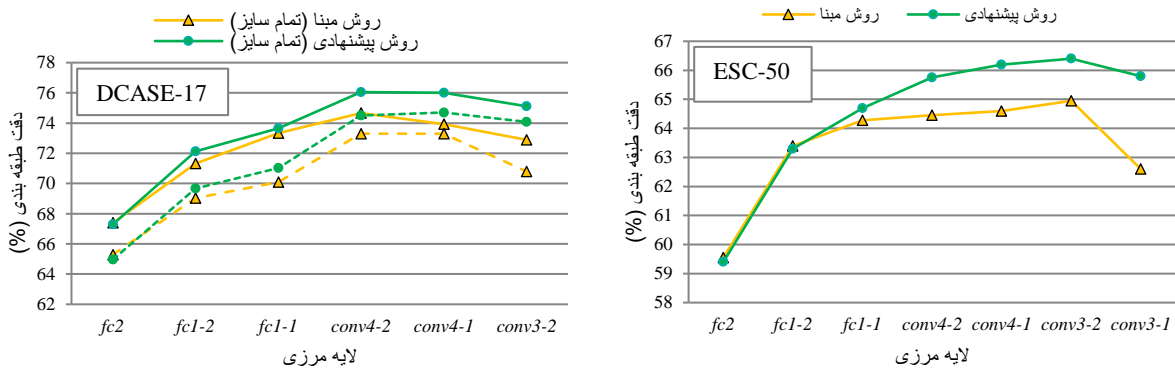 روش مبنا (تمام سایز)
روش پیشنهادی (تمام سایز)
DCASE-17
دقت طبقه بندی (%)
78
76
74
72
70
68
66
64
62
fc2 fc1-2 fc1-1 conv4-2 conv4-1 conv3-2
لایه مرزی
روش مبنا روش پیشنهادی
ESC-50
دقت طبقه بندی (%)
67
66
65
64
63
62
61
60
59
58
fc2 fc1-2 fc1-1 conv4-2 conv4-1 conv3-2 conv3-1
لایه مرزی